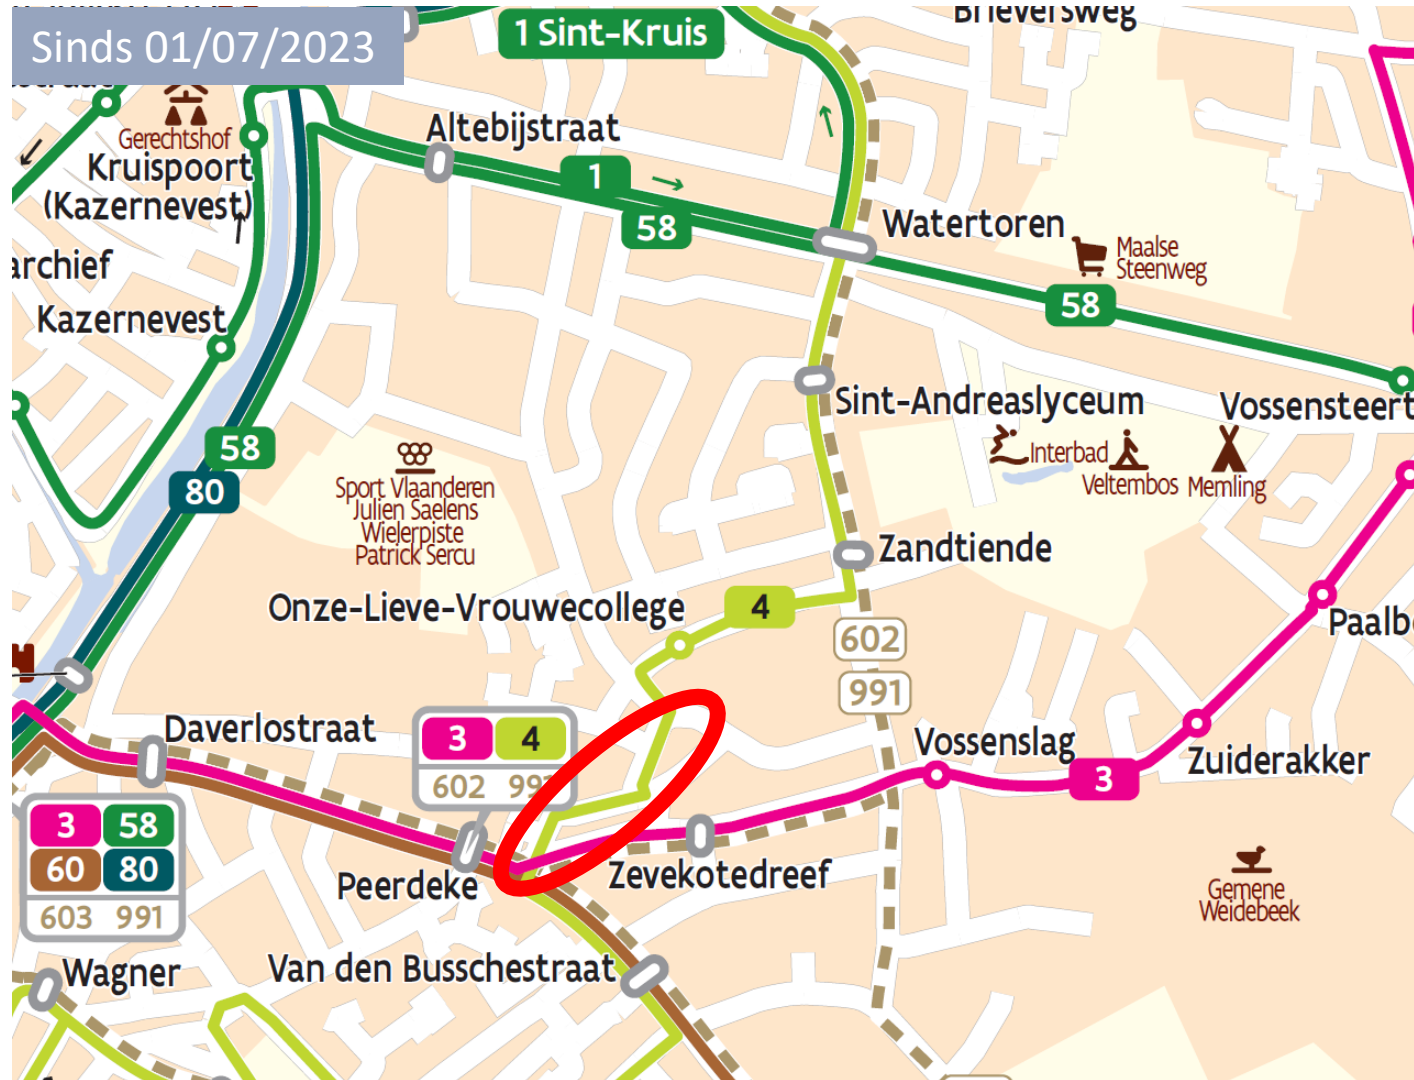 Sinds 01/07/2023
1 Sint-Kruis
Brieversweg
Gerechtshof
Kruispoort
(Kazernevest)
Altebijstraat
1
58
Watertoren
Maalse
Steenweg
58
archief
Kazernevest
Sint-Andreaslyceum
Vossensteert
58
80
Sport Vlaanderen
Julien Saelens
Wielerpiste
Patrick Sercu
Interbad
Veltembos
Memling
Zandtiende
Onze-Lieve-Vrouwecollege
4
602
991
Paalb
Daverlostraat
3 4
602 991
Vossenslag
3
Zuiderakker
3 58
60 80
603 991
Peerdeke
Zevekotedreef
Gemene
Weidebeek
Wagner
Van den Busschestraat